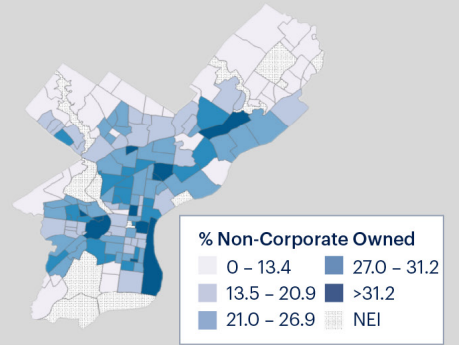 % Non-Corporate Owned
0 – 13.4
27.0 – 31.2
13.5 – 20.9
>31.2
21.0 – 26.9
NEI